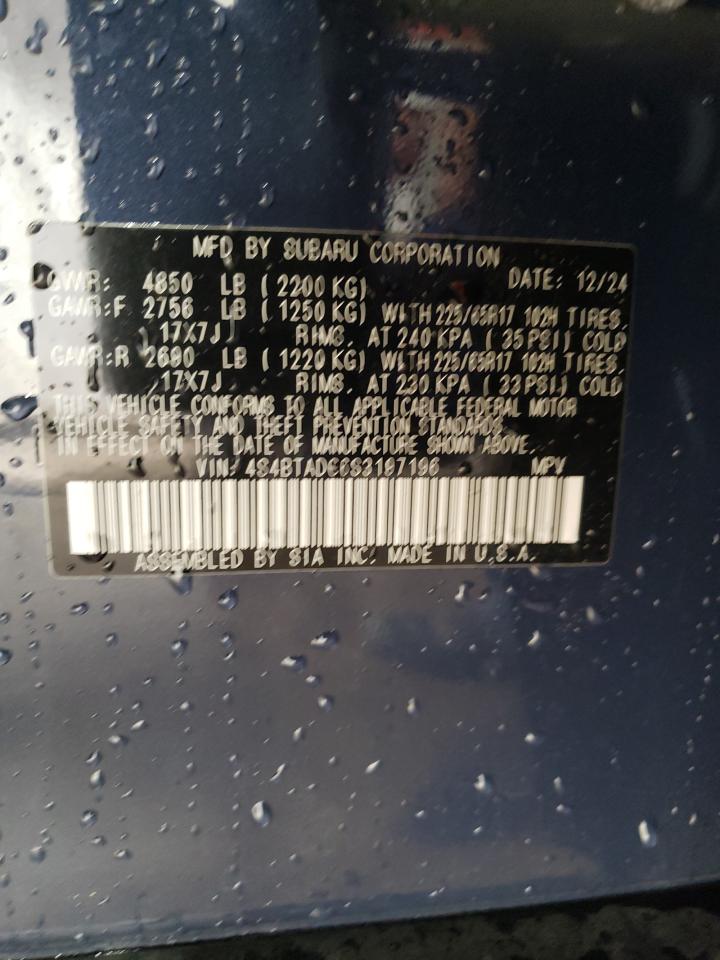 MFD BY SUBARU CORPORATION
GVWR: 4850 LB ( 2200 KG) DATE: 12/24
GAWR:F 2756 LB ( 1250 KG) WITH 225/65R17 102H TIRES,
17X7J RIMS, AT 240 KPA ( 35 PSI) COLD
GAWR:R 2690 LB ( 1220 KG) WITH 225/65R17 102H TIRES,
17X7J RIMS, AT 230 KPA ( 33 PSI) COLD
THIS VEHICLE CONFORMS TO ALL APPLICABLE FEDERAL MOTOR
VEHICLE SAFETY AND THEFT PREVENTION STANDARDS
IN EFFECT ON THE DATE OF MANUFACTURE SHOWN ABOVE.
VIN: 4S4BTADC6S3197196 MPV
ASSEMBLED BY SIA INC. MADE IN U.S.A.